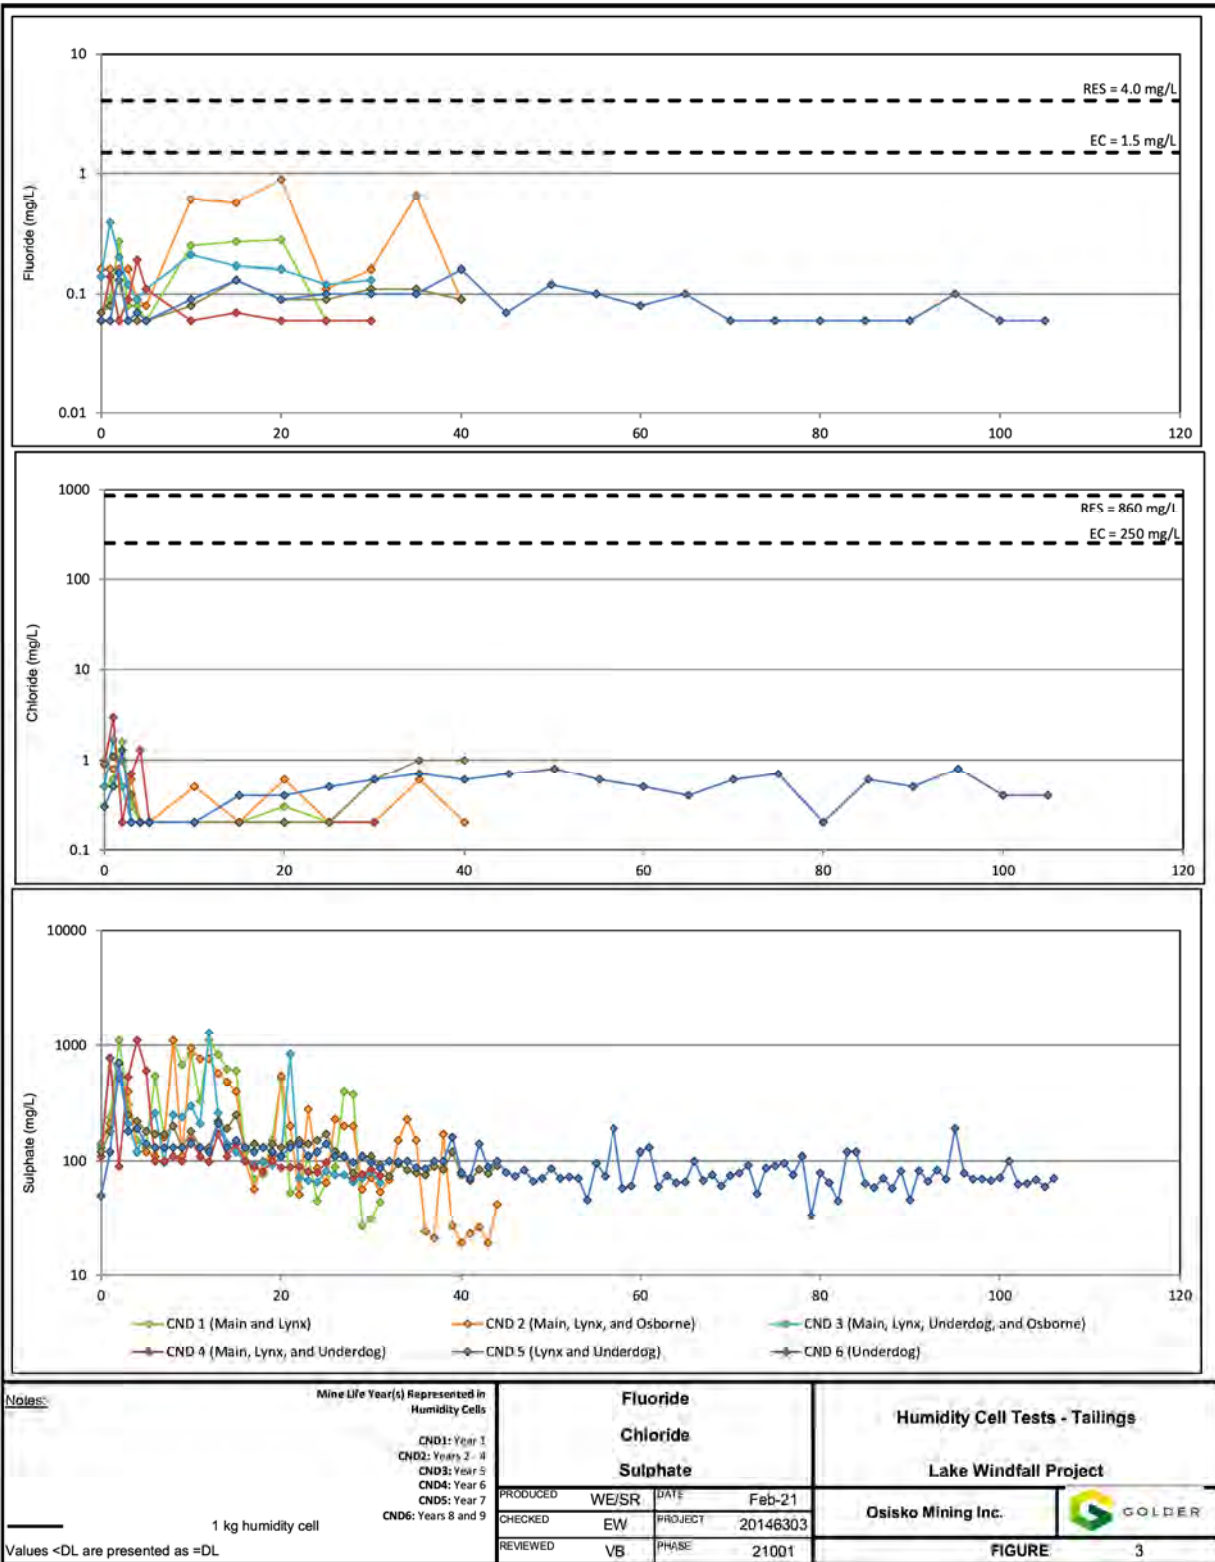 10
RES = 4.0 mg/L
EC = 1.5 mg/L
1
Fluoride (mg/L)
0.1
0.01
0 20 40 60 80 100 120
1000
RES = 860 mg/L
EC = 250 mg/L
100
Chloride (mg/L)
10
1
0.1
0 20 40 60 80 100 120
10000
1000
Sulphate (mg/L)
100
10
0 20 40 60 80 100 120
CND 1 (Main and Lynx) CND 2 (Main, Lynx, and Osborne) CND 3 (Main, Lynx, Underdog, and Osborne)
CND 4 (Main, Lynx, and Underdog) CND 5 (Lynx and Underdog) CND 6 (Underdog)
Notes:
Mine Life Year(s) Represented in
Humidity Cells
CND1: Year 1
CND2: Years 2 - 4
CND3: Year 5
CND4: Year 6
CND5: Year 7
CND6: Years 8 and 9
1 kg humidity cell
Values <DL are presented as =DL
Fluoride
Chloride
Sulphate
PRODUCED WE/SR DATE Feb-21
CHECKED EW PROJECT 20146303
REVIEWED VB PHASE 21001
Humidity Cell Tests - Tailings
Lake Windfall Project
Osisko Mining Inc.
GOLDER
FIGURE 3